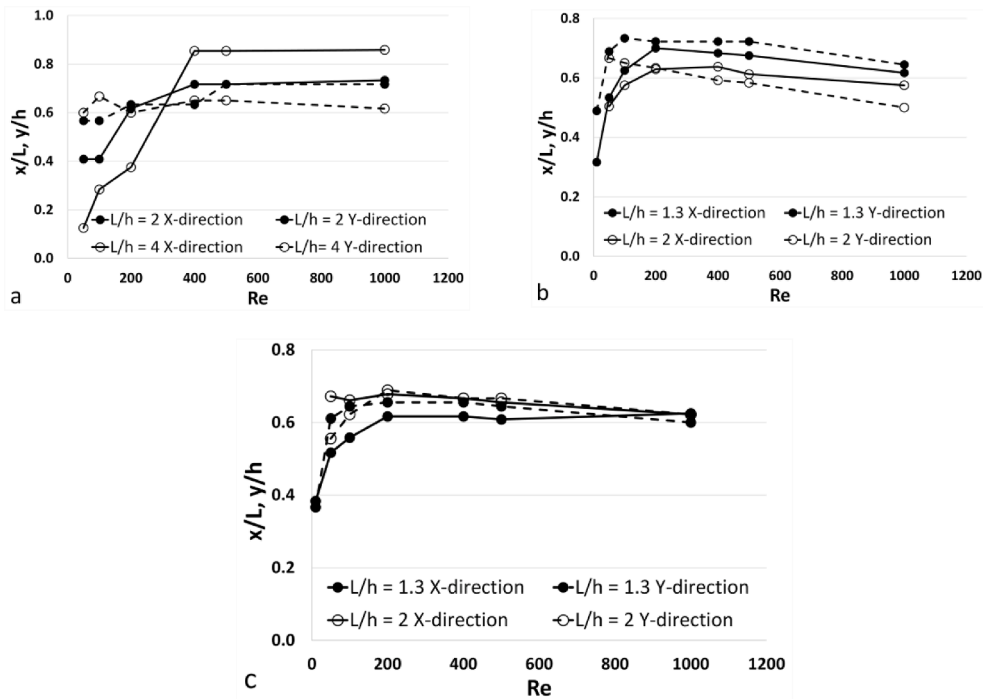 1.0
0.8
0.6
0.4
0.2
0.0
x/L, y/h
L/h = 2 X-direction L/h = 2 Y-direction
L/h = 4 X-direction L/h= 4 Y-direction
0 200 400 600 800 1000 1200
Re
a
0.8
0.6
0.4
0.2
0.0
x/L, y/h
L/h = 1.3 X-direction L/h = 1.3 Y-direction
L/h = 2 X-direction L/h = 2 Y-direction
0 200 400 600 800 1000 1200
Re
b
0.8
0.6
0.4
0.2
0.0
x/L, y/h
L/h = 1.3 X-direction L/h = 1.3 Y-direction
L/h = 2 X-direction L/h = 2 Y-direction
0 200 400 600 800 1000 1200
Re
c